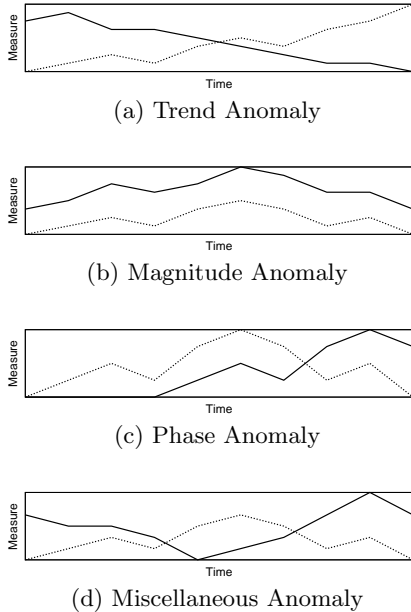 Measure
Time
(a) Trend Anomaly
Measure
Time
(b) Magnitude Anomaly
Measure
Time
(c) Phase Anomaly
Measure
Time
(d) Miscellaneous Anomaly